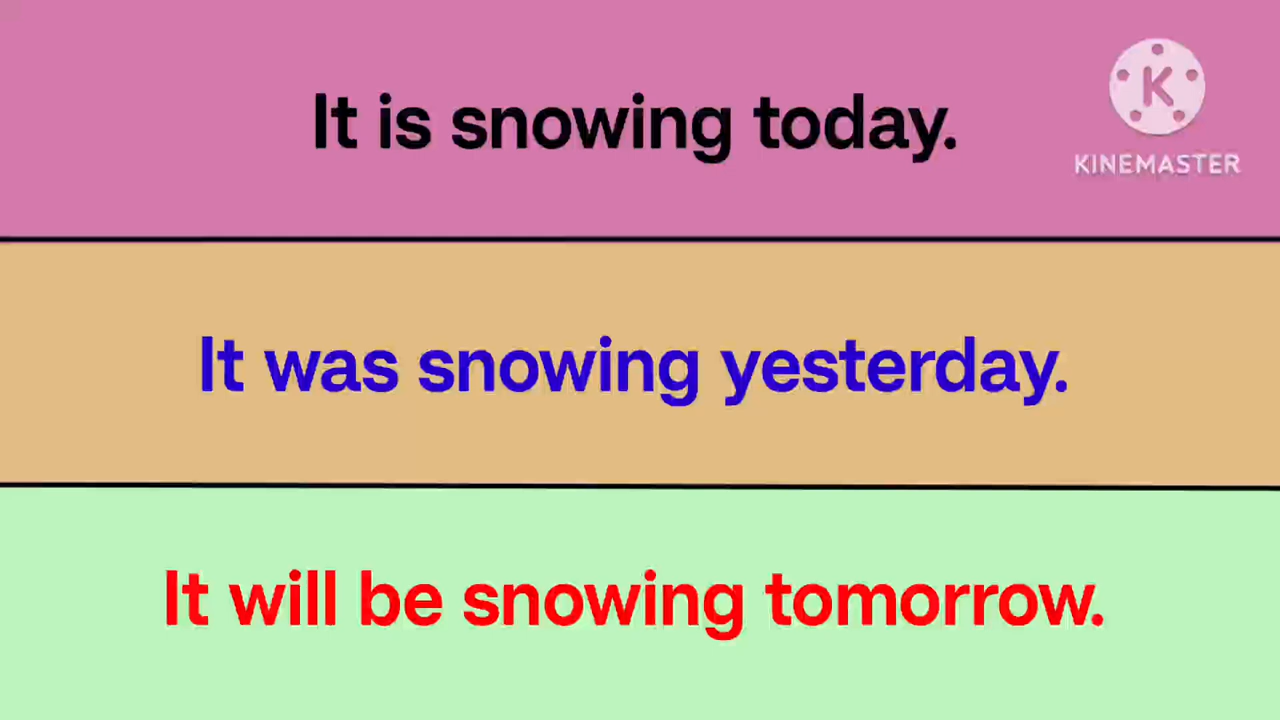 It is snowing today.
K
KINEMASTER
It was snowing yesterday.
It will be snowing tomorrow.